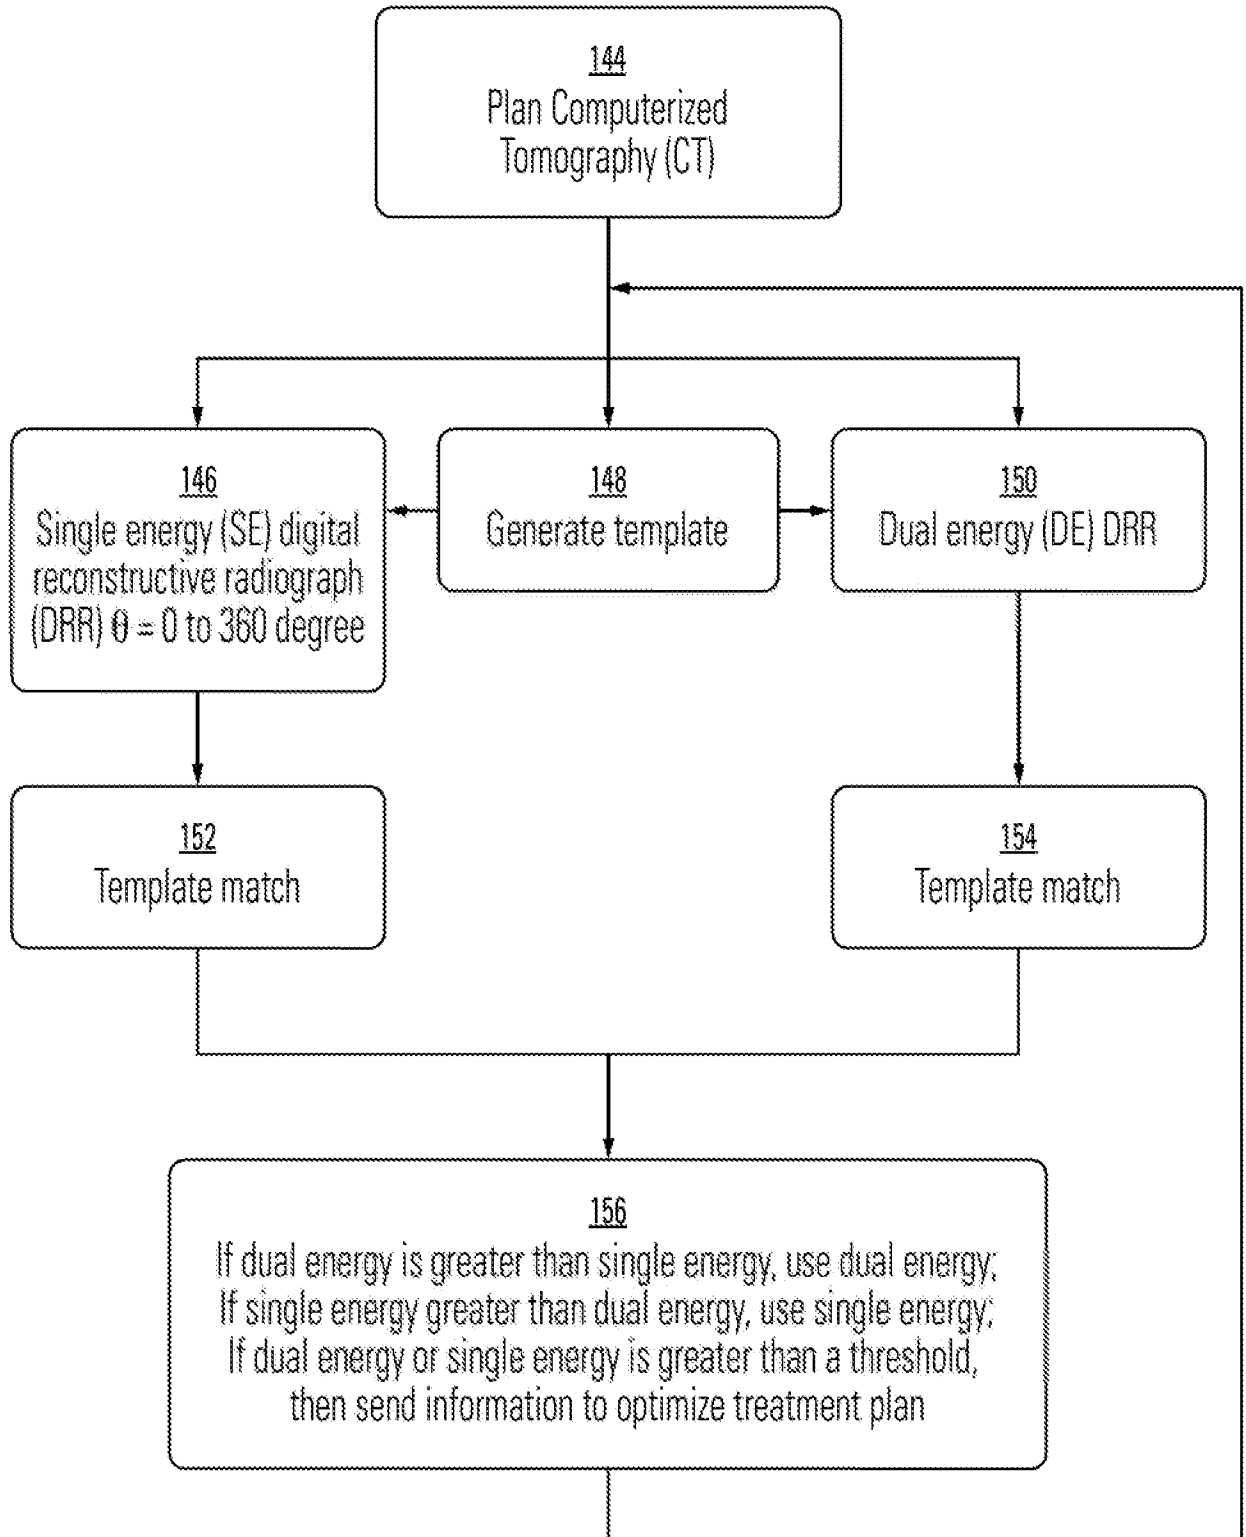 144
Plan Computerized
Tomography (CT)
146
Single energy (SE) digital
reconstructive radiograph
(DRR) θ = 0 to 360 degree
148
Generate template
150
Dual energy (DE) DRR
152
Template match
154
Template match
156
If dual energy is greater than single energy, use dual energy;
If single energy greater than dual energy, use single energy;
If dual energy or single energy is greater than a threshold,
then send information to optimize treatment plan